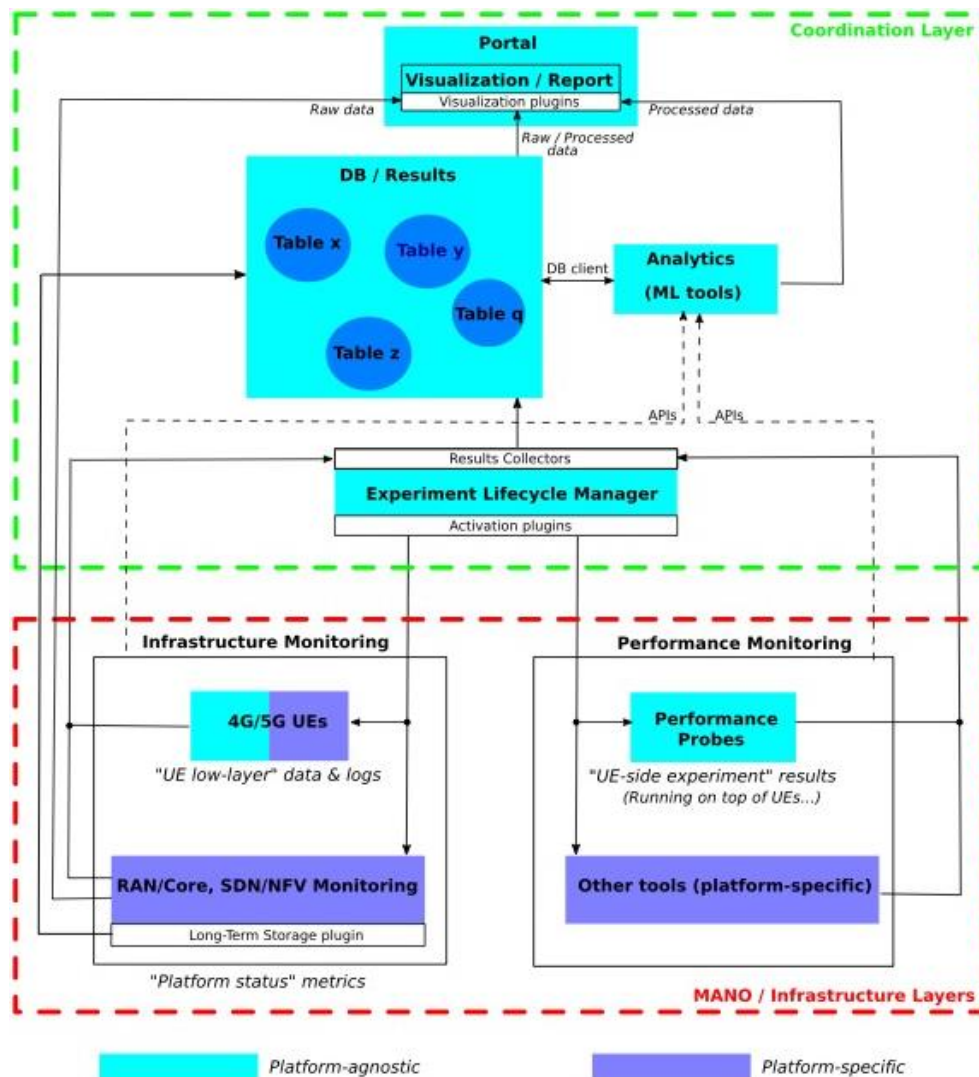 Coordination Layer
Portal
Visualization / Report
Visualization plugins
Raw data
Processed data
Raw / Processed
data
DB / Results
Table x
Table y
Table q
Table z
DB client
Analytics
(ML tools)
APIs
APIs
Results Collectors
Experiment Lifecycle Manager
Activation plugins
Infrastructure Monitoring
Performance Monitoring
4G/5G UEs
"UE low-layer" data & logs
Performance
Probes
"UE-side experiment" results
(Running on top of UEs...)
RAN/Core, SDN/NFV Monitoring
Long-Term Storage plugin
"Platform status" metrics
Other tools (platform-specific)
MANO / Infrastructure Layers
Platform-agnostic
Platform-specific